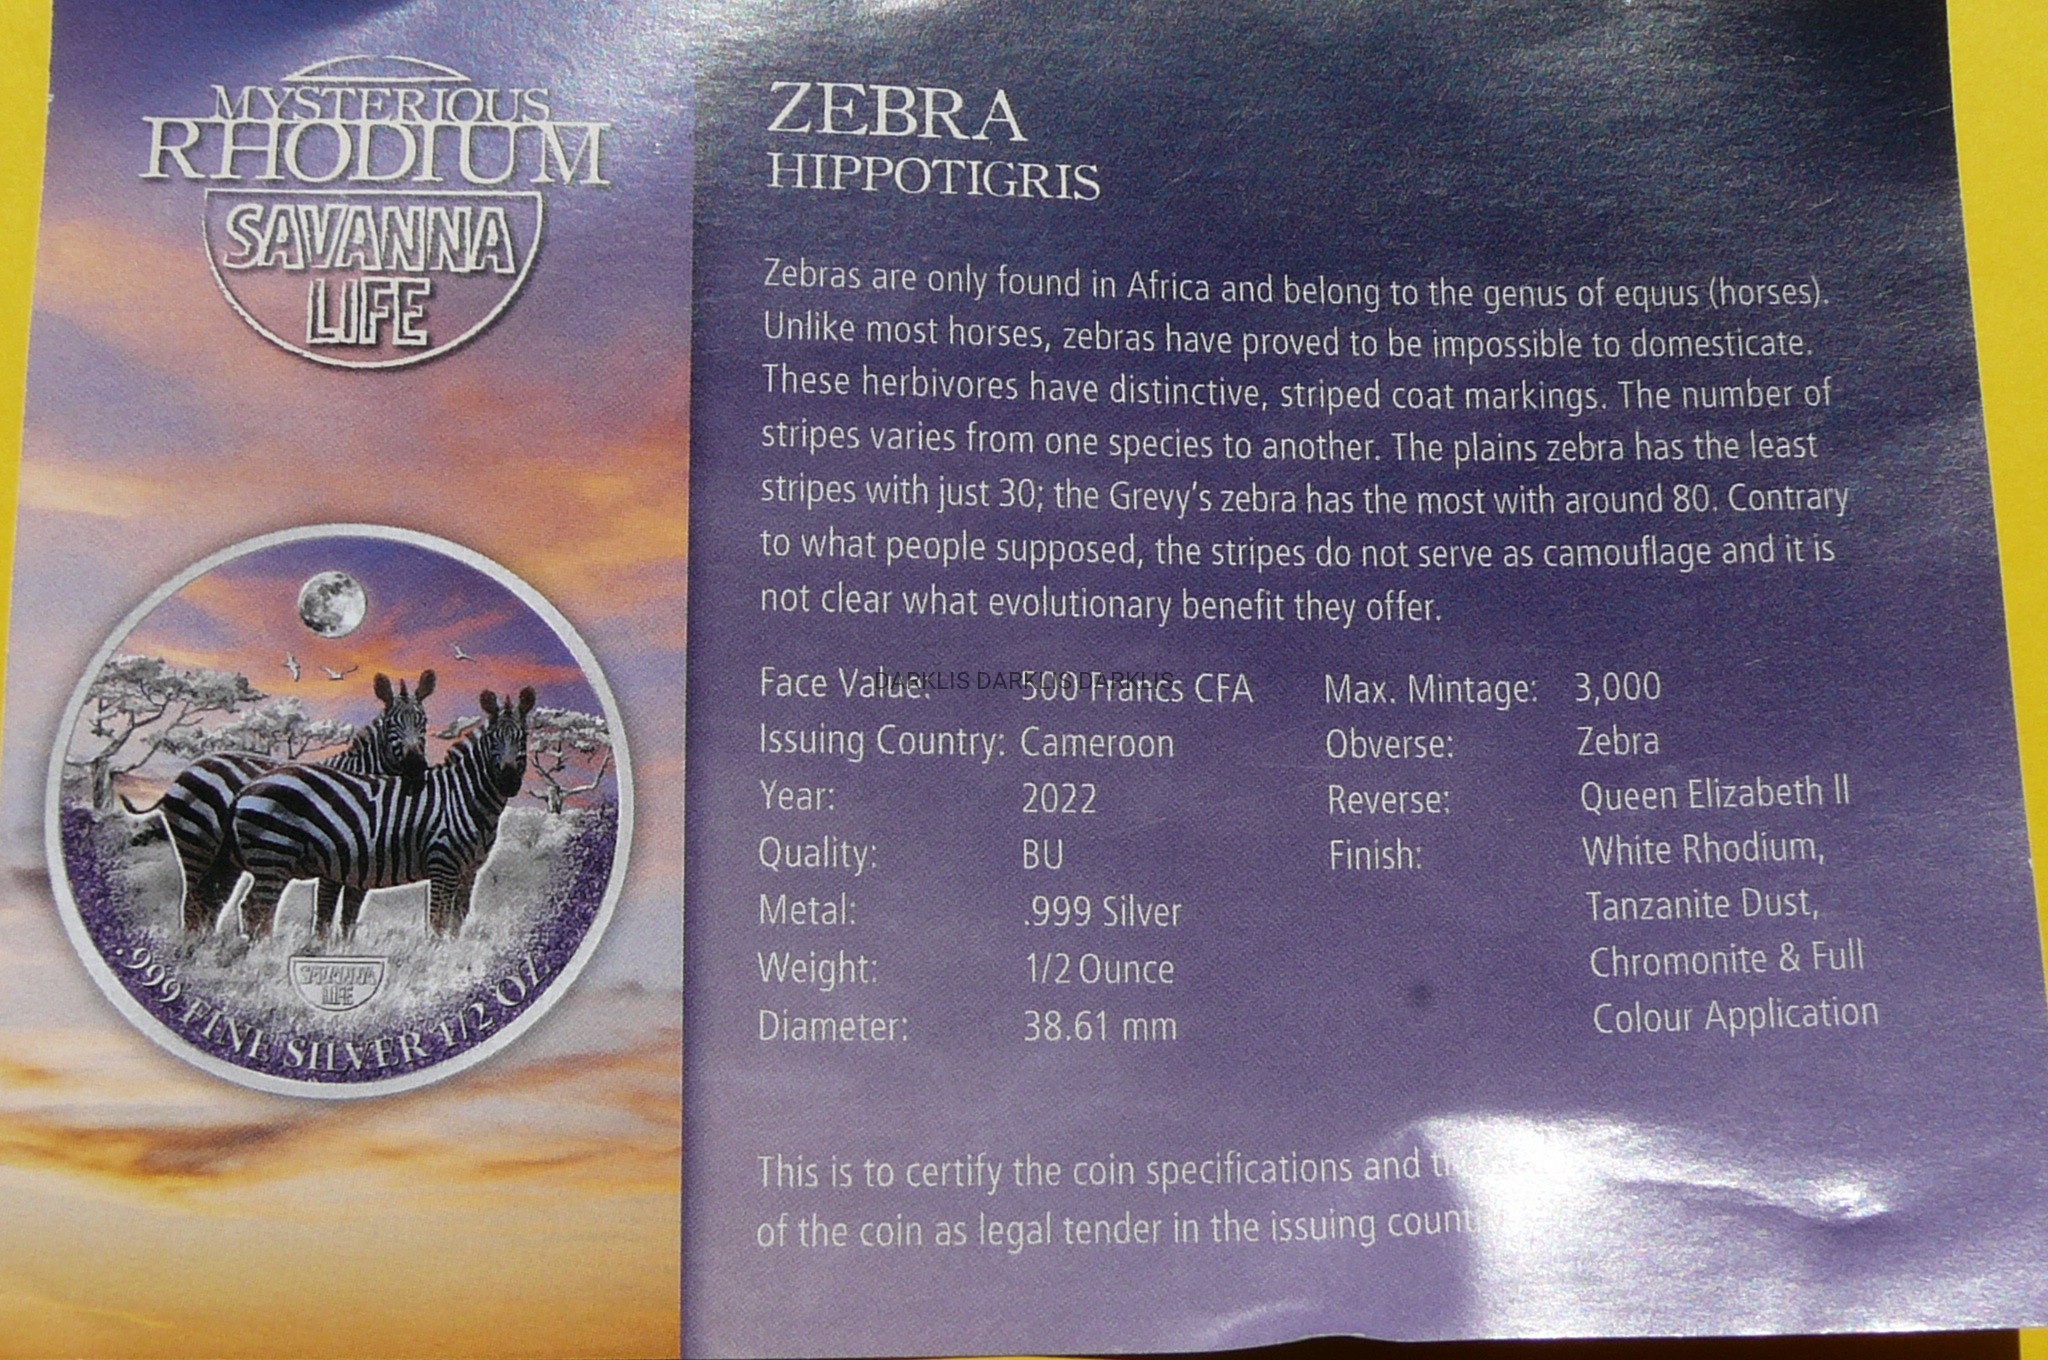 MYSTERIOUS
RHODIUM
SAVANNA
LIFE
.999 FINE SILVER 1/2 OZ
SAVANNA
LIFE
ZEBRA
HIPPOTIGRIS
Zebras are only found in Africa and belong to the genus of equus (horses).
Unlike most horses, zebras have proved to be impossible to domesticate.
These herbivores have distinctive, striped coat markings. The number of
stripes varies from one species to another. The plains zebra has the least
stripes with just 30; the Grevy's zebra has the most with around 80. Contrary
to what people supposed, the stripes do not serve as camouflage and it is
not clear what evolutionary benefit they offer.
Face Value: 500 Francs CFA Max. Mintage: 3,000
DARKLIS DARKLIS DARKLIS
Issuing Country: Cameroon Obverse: Zebra
Year: 2022 Reverse: Queen Elizabeth II
Quality: BU Finish: White Rhodium,
Metal: .999 Silver Tanzanite Dust,
Weight: 1/2 Ounce Chromonite & Full
Diameter: 38.61 mm Colour Application
This is to certify the coin specifications and
of the coin as legal tender in the issuing